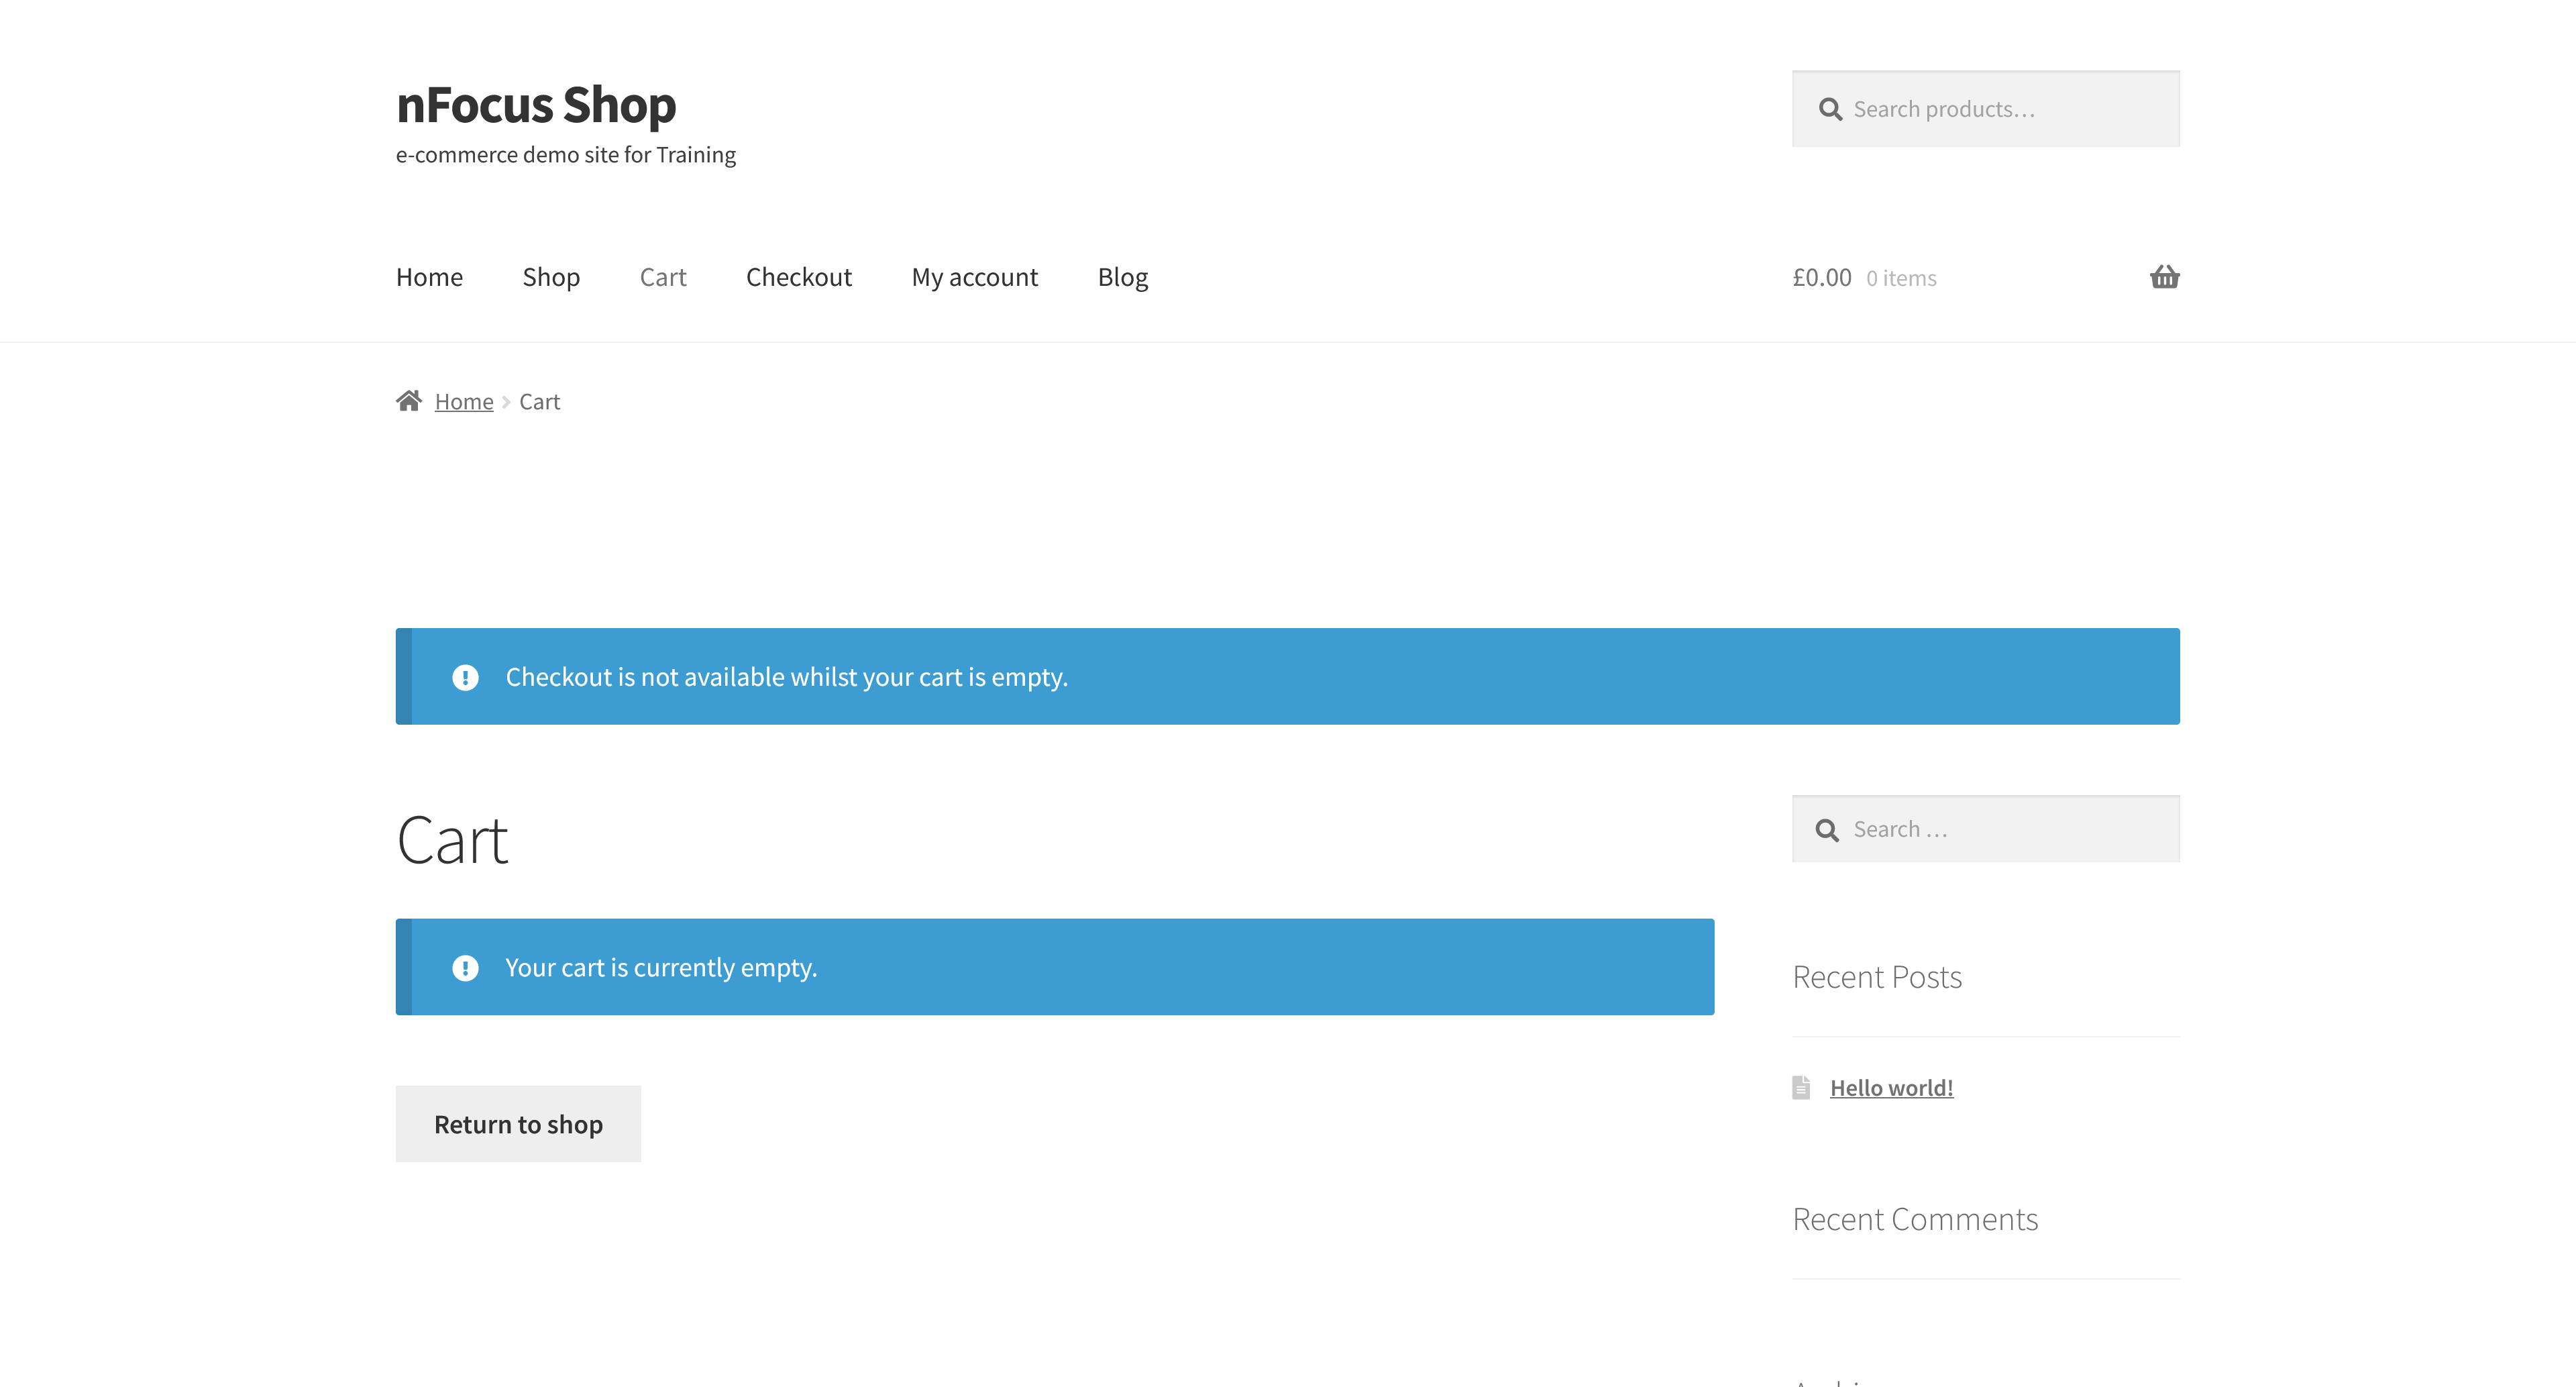 nFocus Shop
e-commerce demo site for Training
Search products…
Home Shop Cart Checkout My account Blog
£0.00 0 items
Home Cart
Checkout is not available whilst your cart is empty.
Cart
Your cart is currently empty.
Return to shop
Search …
Recent Posts
Hello world!
Recent Comments